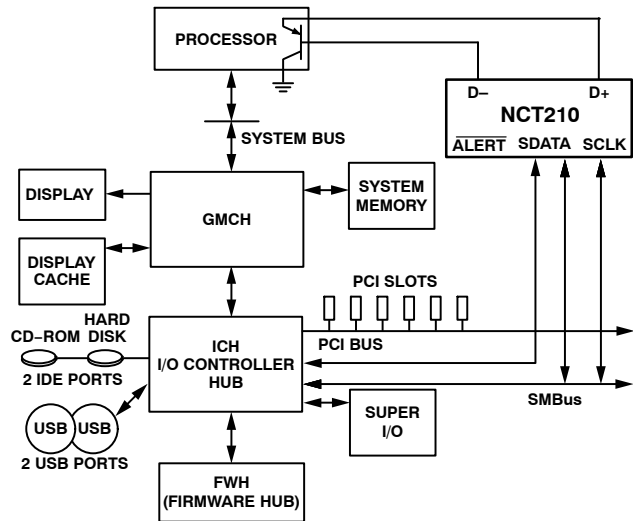 PROCESSOR
D− D+
NCT210
ALERT SDATA SCLK
SYSTEM BUS
DISPLAY
GMCH
SYSTEM
MEMORY
DISPLAY
CACHE
PCI SLOTS
HARD
DISK
CD−ROM
ICH
I/O CONTROLLER
HUB
PCI BUS
2 IDE PORTS
SMBus
USB USB
SUPER
I/O
2 USB PORTS
FWH
(FIRMWARE HUB)